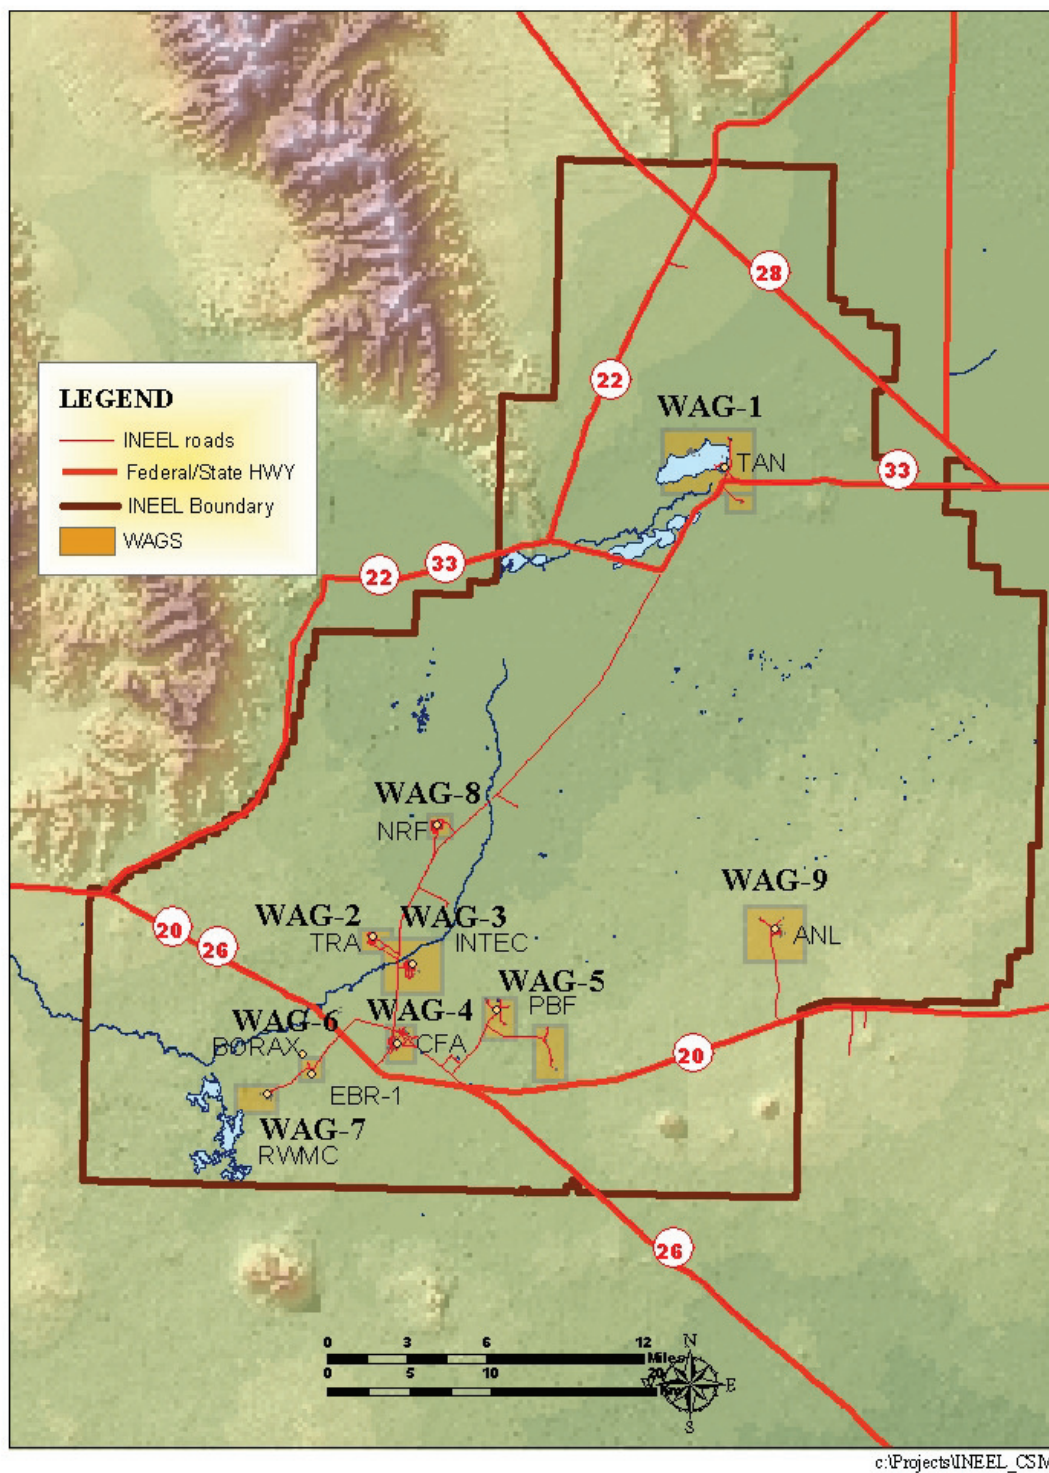 28
22
LEGEND
INEEL roads
Federal/State HWY
INEEL Boundary
WAGS
WAG-1
TAN
33
33
22
WAG-8
NRF
WAG-9
ANL
WAG-2
WAG-3
TRA
INTEC
20
26
WAG-5
PBF
WAG-4
CFA
WAG-6
BORAX
EBR-1
20
WAG-7
RWMC
26
0 3 6 12
Miles
0 5 10 20
Km
N
W E
S
c:\Projects\INEEL_CSM